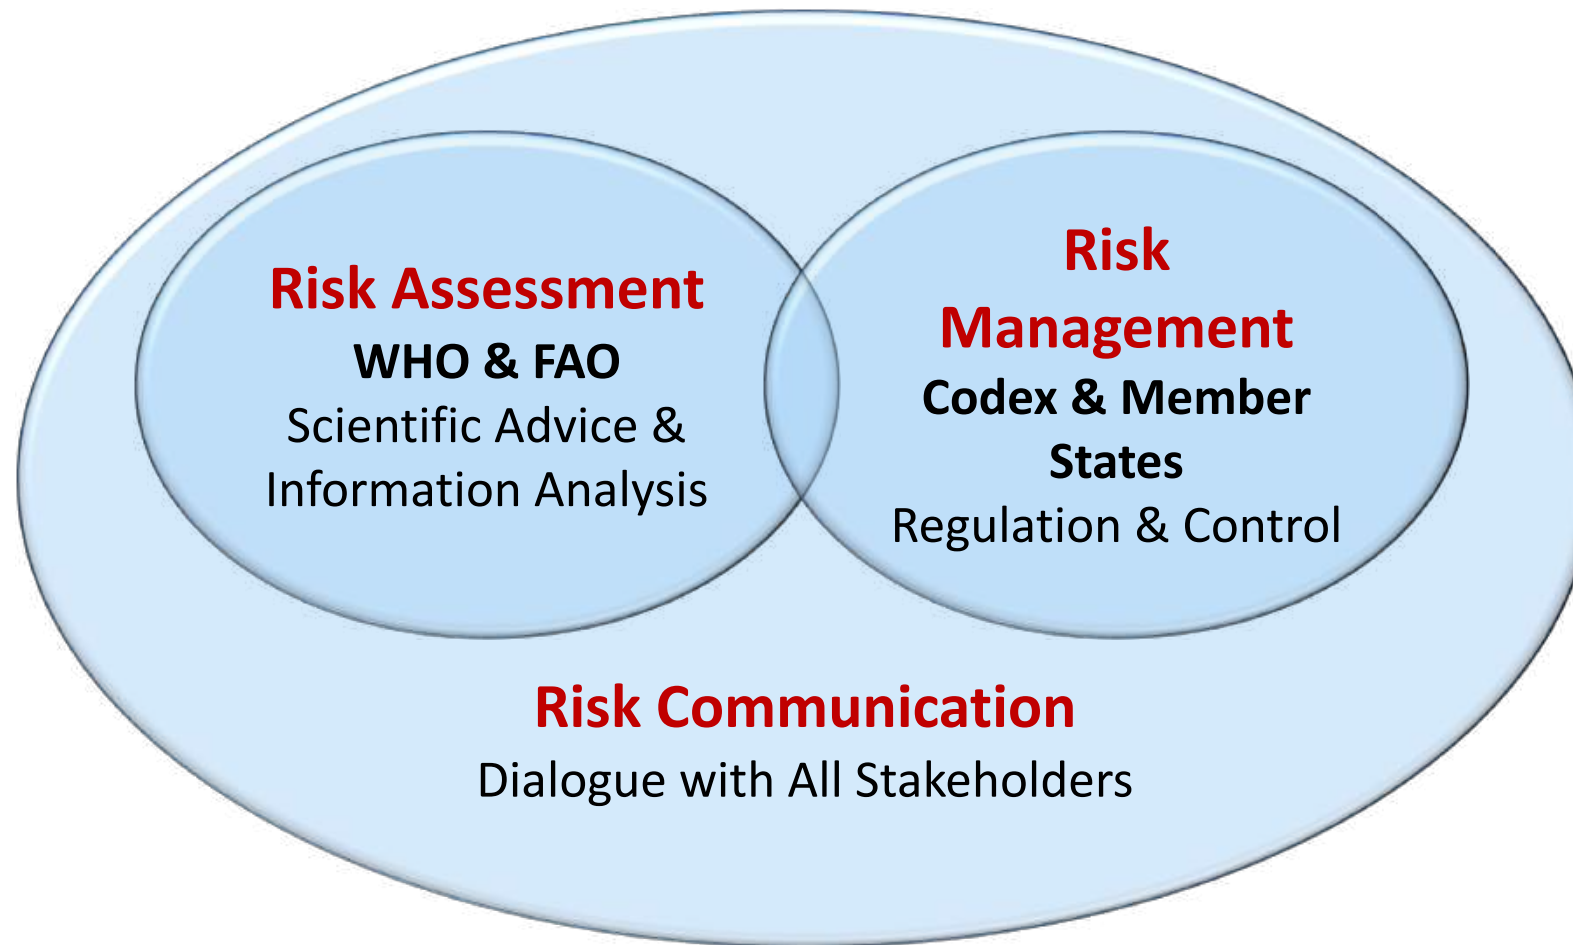 Risk Assessment
WHO & FAO
Scientific Advice &
Information Analysis
Risk
Management
Codex & Member
States
Regulation & Control
Risk Communication
Dialogue with All Stakeholders